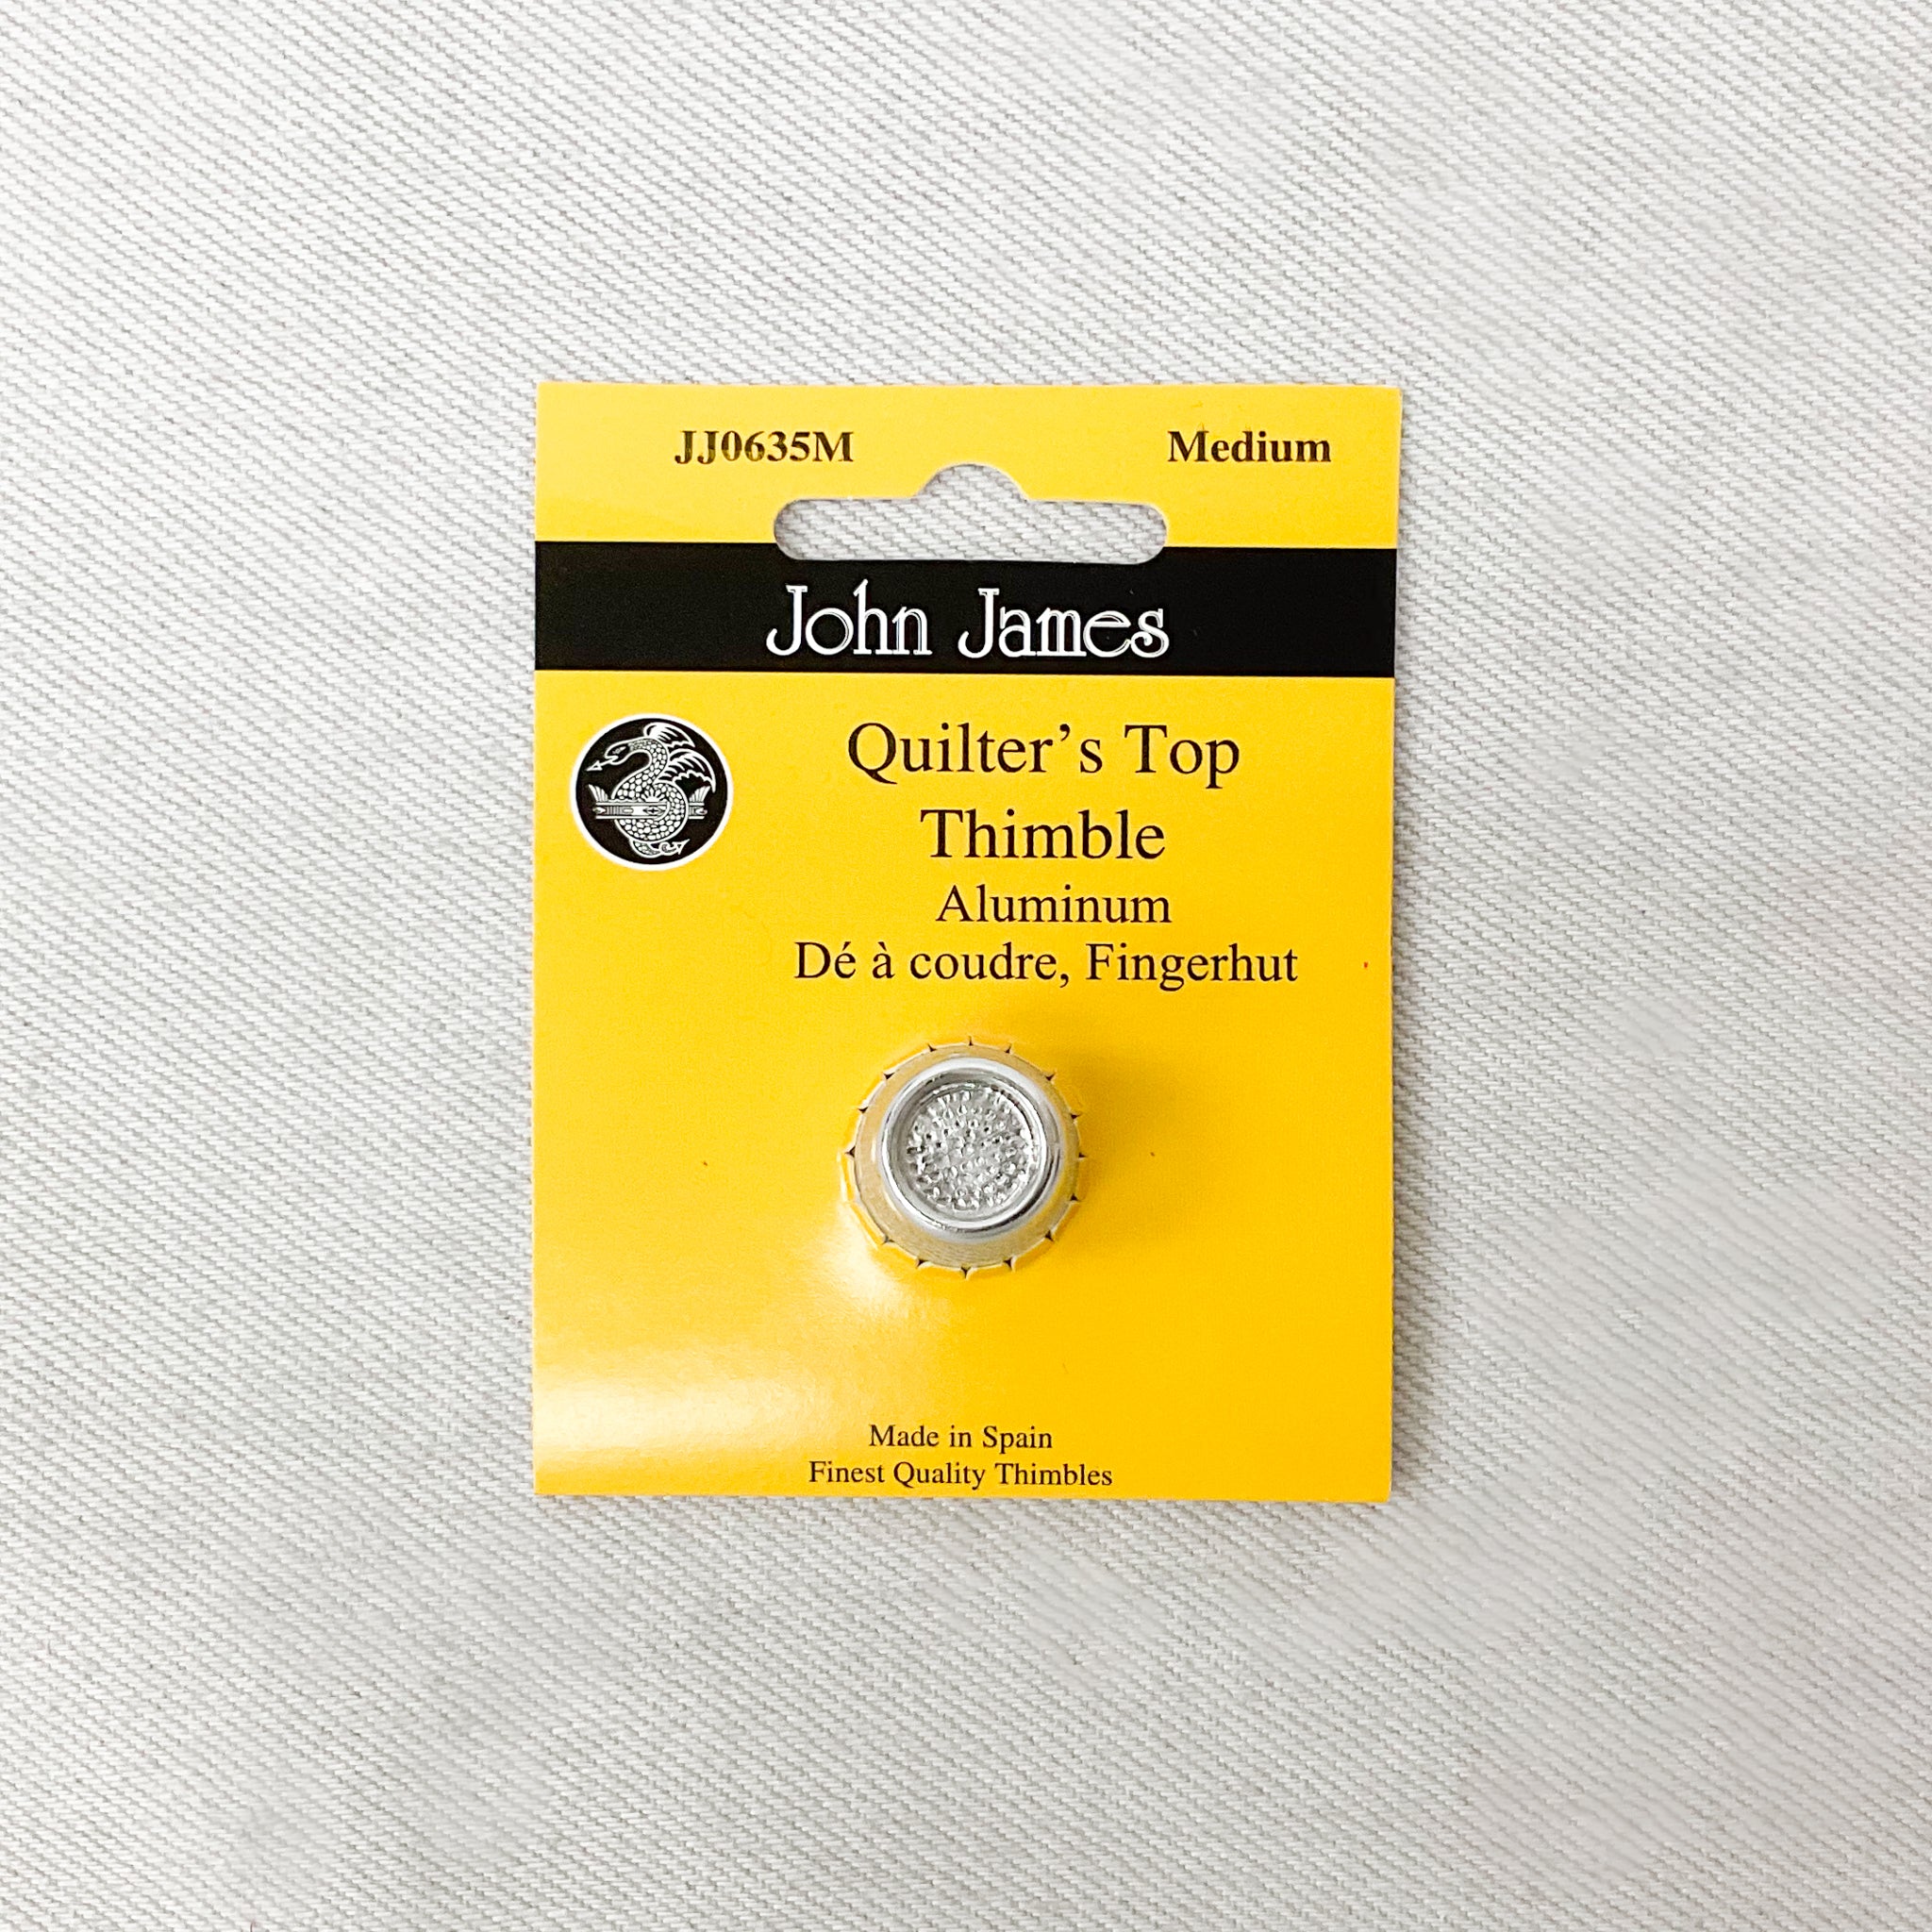 JJ0635M Medium
John James
Quilter's Top
Thimble
Aluminum
Dé à coudre, Fingerhut
Made in Spain
Finest Quality Thimbles